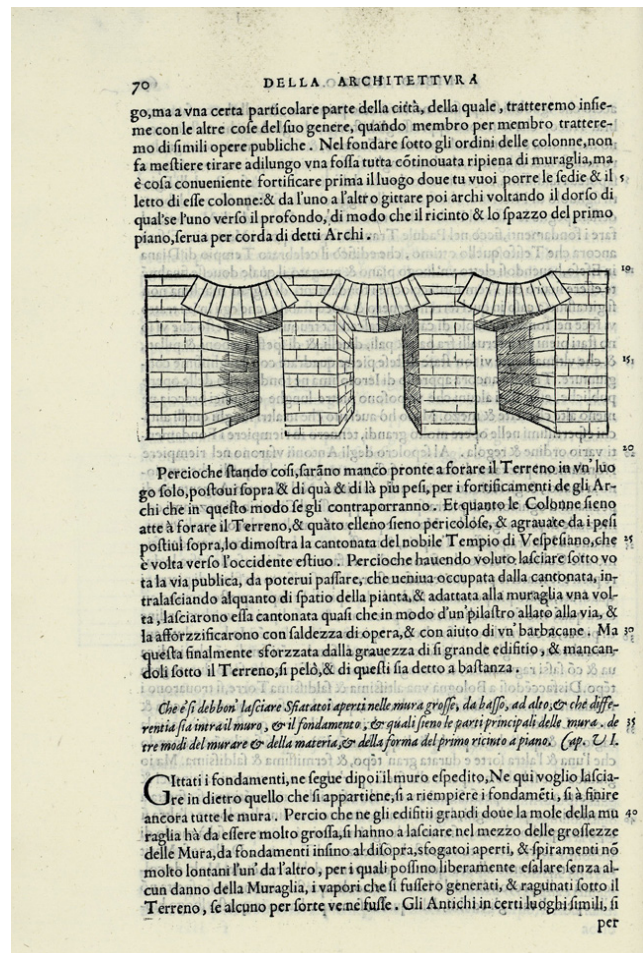 70 DELLA ARCHITETTVRA
go,ma a vna certa particolare parte della città, della quale, tratteremo insie-
me con le altre cose del suo genere, quando membro per membro trattere-
mo di simili opere publiche. Nel fondare sotto gli ordini delle colonne,non
fa mestiere tirare adilungo vna fossa tutta cōtinouata ripiena di muraglia,ma
è cosa conueniente fortificare prima il luogo doue tu vuoi porre le sedie & il 5
letto di esse colonne:& da l'uno a l'altro gittare poi archi voltando il dorso di
qual'se l'uno verso il profondo, di modo che il ricinto & lo spazzo del primo
piano,serua per corda di detti Archi.
10
15
20
Percioche stando cosi,sarāno manco pronte a forare il Terreno in vn' luo
go solo,postoui sopra & di quà & di là piu pesi, per i fortificamenti de gli Ar-
chi che in questo modo se gli contraporranno. Et quanto le Colonne sieno
atte à forare il Terreno,& quāto elleno sieno pericolose, & agrauate da i pesi
postiui sopra,lo dimostra la cantonata del nobile Tempio di Vespesiano,che 25
è volta verso l'occidente estiuo. Percioche hauendo voluto lasciare sotto vo
ta la via publica, da poterui passare, che ueniua occupata dalla cantonata, in-
tralasciando alquanto di spatio della pianta,& adattata alla muraglia vna vol-
ta, lasciarono essa cantonata quasi che in modo d'un'pilastro allato alla via, &
la afforzzificarono con saldezza di opera,& con aiuto di vn' barbacane. Ma 30
questa finalmente sforzzata dalla grauezza di si grande edifitio, & mancan-
doli sotto il Terreno,si pelò,& di questi sia detto a bastanza.
Che è si debbon' lasciare Sfiatatoi aperti nelle mura grosse, da basso, ad alto;& che diffe-
rentia sia intra il muro, & il fondamento, & quali sieno le parti principali delle mura. de 35
tre modi del murare & della materia,& della forma del primo ricinto a piano. Cap. VI.
GIttati i fondamenti,ne segue dipoi il muro espedito,Ne qui voglio lascia-
re in dietro quello che si appartiene,si a riempiere i fondamēti, si à finire
ancora tutte le mura. Percio che ne gli edifitii grandi doue la mole della mu 40
raglia hà da essere molto grossa,si hanno a lasciare nel mezzo delle grossezze
delle Mura,da fondamenti insino al disopra,sfogatoi aperti, & spiramenti nō
molto lontani l'un' da l'altro, per i quali possino liberamente esalare senza al-
cun danno della Muraglia, i vapori che si fussero generati, & ragunati sotto il
Terreno, se alcuno per sorte ve ne fusse. Gli Antichi in certi luoghi simili, si
per